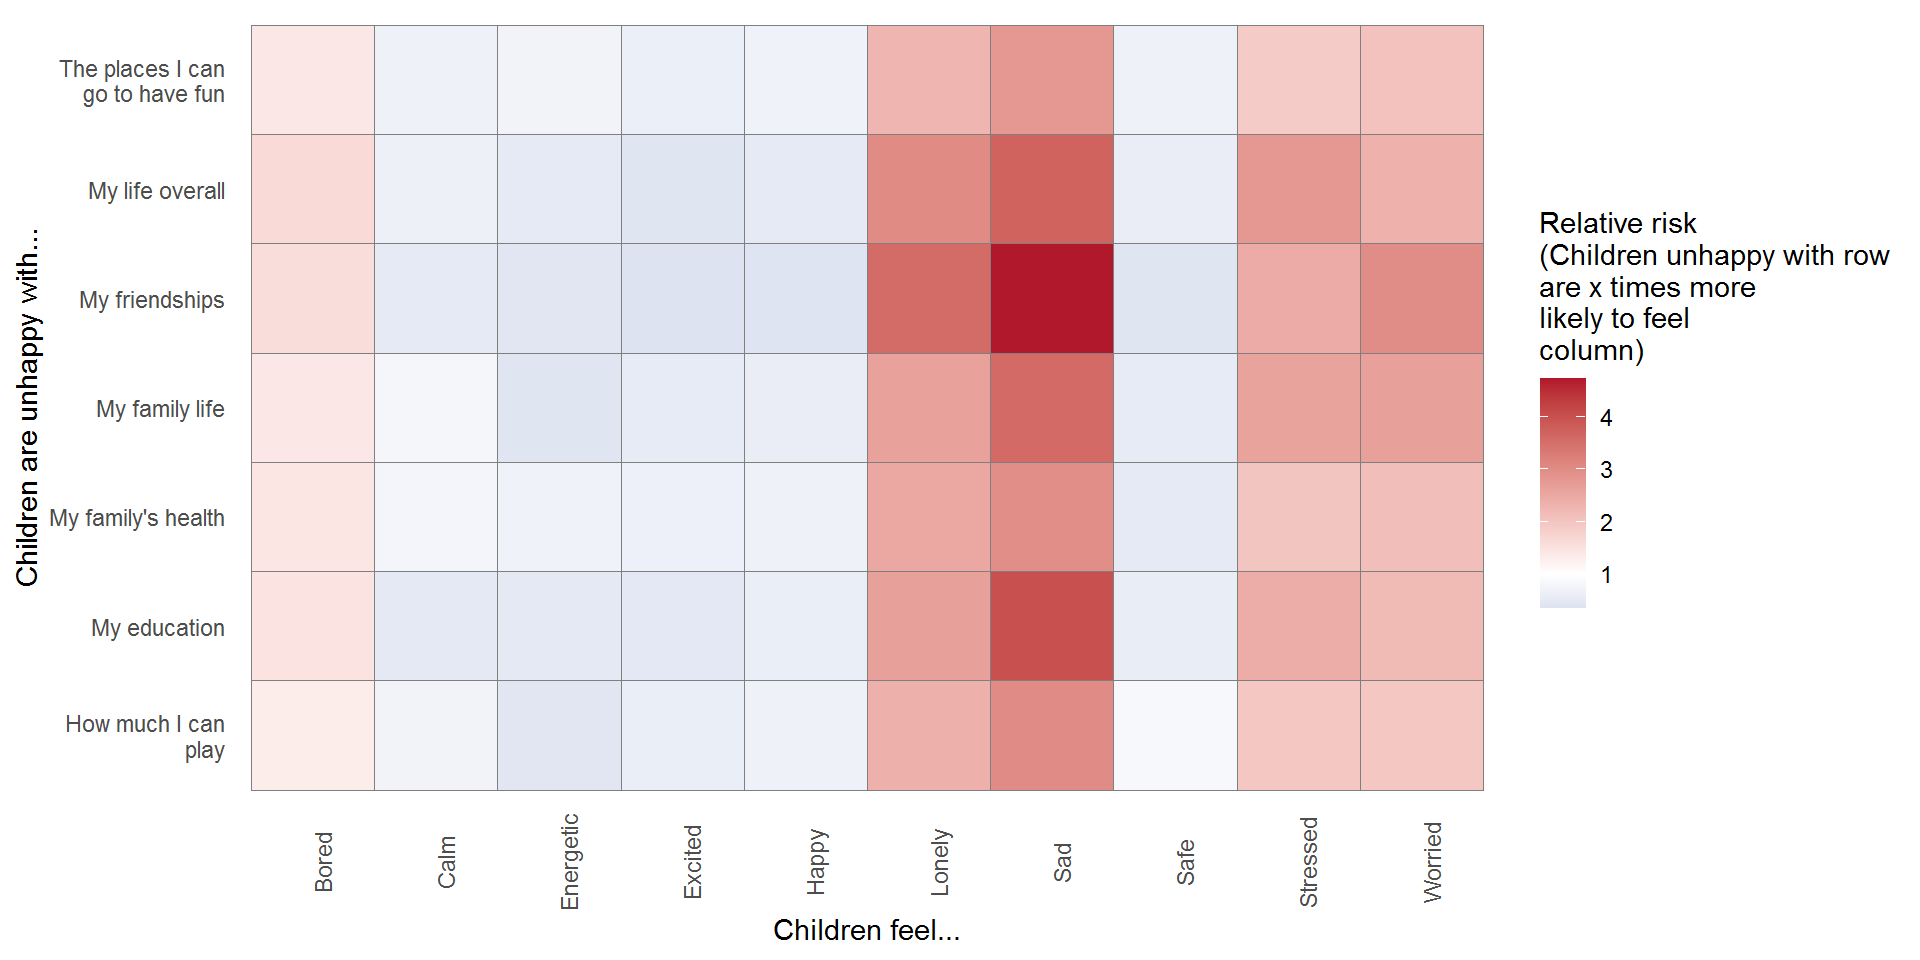 The places I can
go to have fun
My life overall
My friendships
My family life
My family's health
My education
How much I can
play
Children are unhappy with...
Bored
Calm
Energetic
Excited
Happy
Lonely
Sad
Safe
Stressed
Worried
Children feel...
Relative risk
(Children unhappy with row
are x times more
likely to feel
column)
4
3
2
1